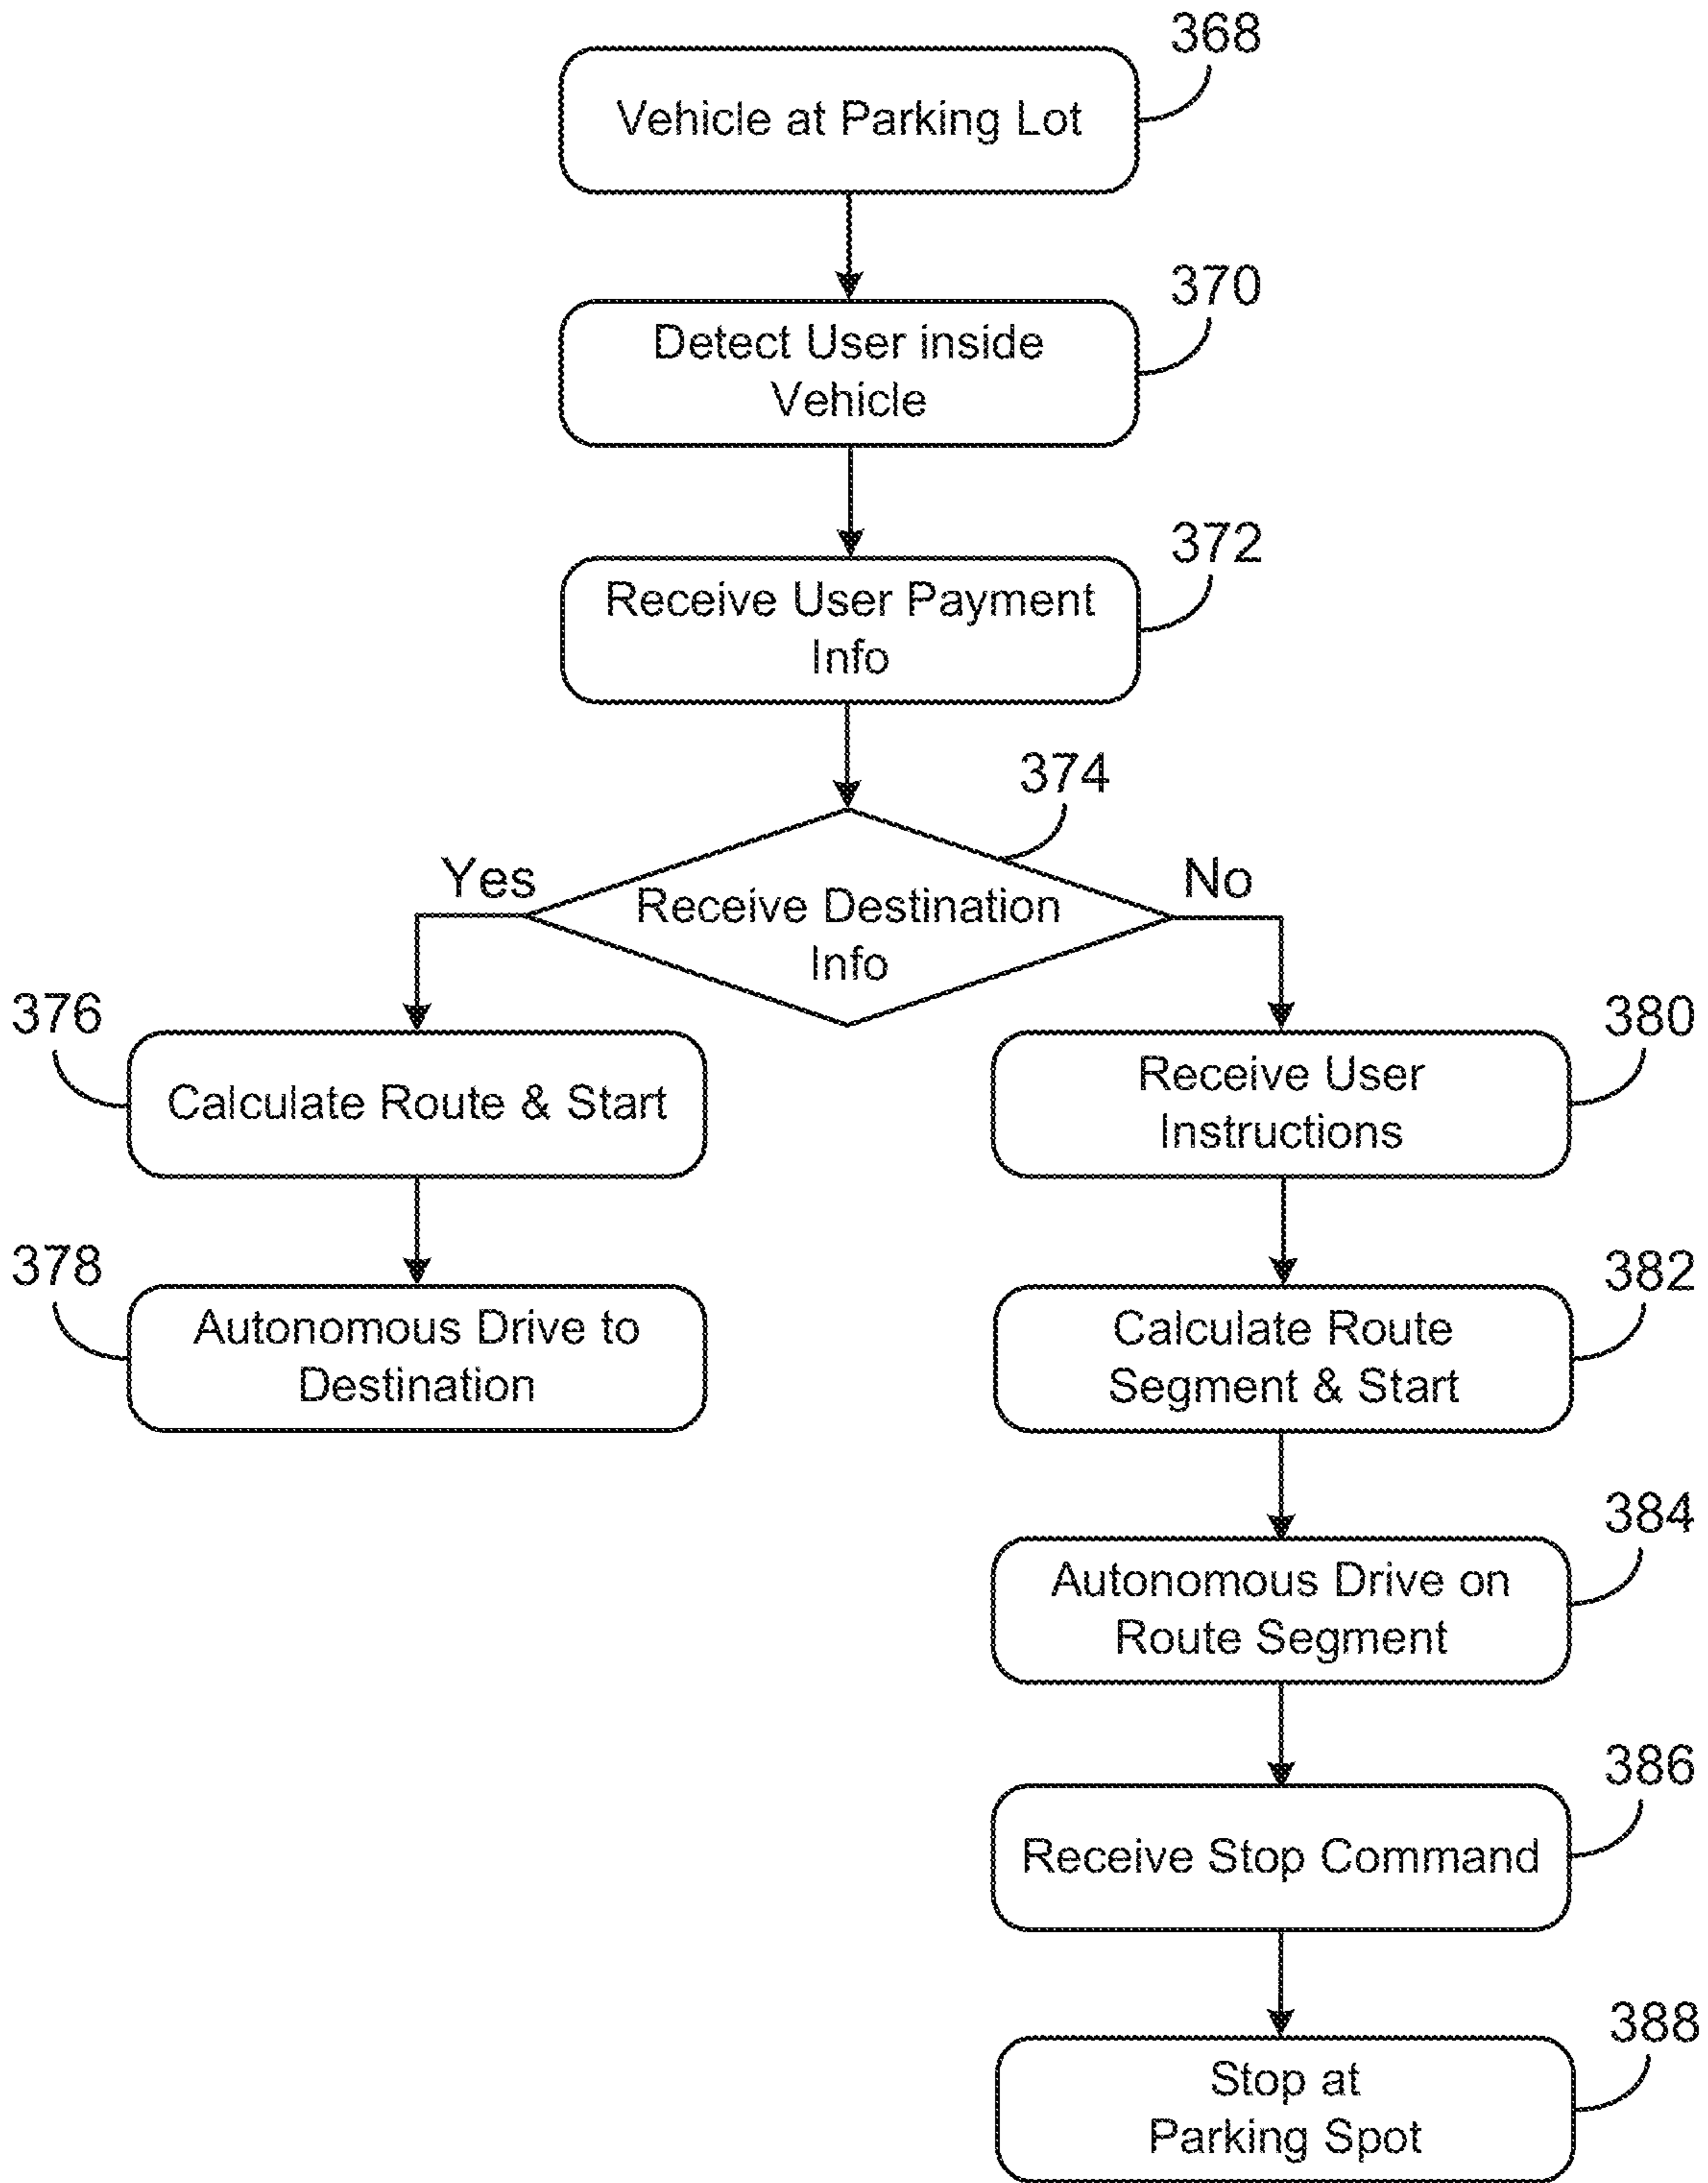 368
Vehicle at Parking Lot
370
Detect User inside
Vehicle
372
Receive User Payment
Info
374
Yes
No
Receive Destination
Info
376
Calculate Route & Start
380
Receive User
Instructions
378
Autonomous Drive to
Destination
382
Calculate Route
Segment & Start
384
Autonomous Drive on
Route Segment
386
Receive Stop Command
388
Stop at
Parking Spot